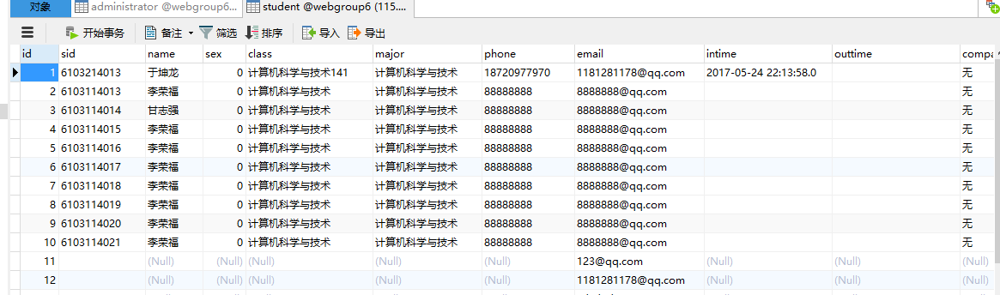 对象 administrator @webgroup6... student @webgroup6 (115....
开始事务 备注 筛选 排序 导入 导出
id sid name sex class major phone email intime outtime compa
1 6103214013 于坤龙 0 计算机科学与技术141 计算机科学与技术 18720977970 1181281178@qq.com 2017-05-24 22:13:58.0 无
2 6103114013 李荣福 0 计算机科学与技术 计算机科学与技术 88888888 8888888@qq.com 无
3 6103114014 甘志强 0 计算机科学与技术 计算机科学与技术 88888888 8888888@qq.com 无
4 6103114015 李荣福 0 计算机科学与技术 计算机科学与技术 88888888 8888888@qq.com 无
5 6103114016 李荣福 0 计算机科学与技术 计算机科学与技术 88888888 8888888@qq.com 无
6 6103114017 李荣福 0 计算机科学与技术 计算机科学与技术 88888888 8888888@qq.com 无
7 6103114018 李荣福 0 计算机科学与技术 计算机科学与技术 88888888 8888888@qq.com 无
8 6103114019 李荣福 0 计算机科学与技术 计算机科学与技术 88888888 8888888@qq.com 无
9 6103114020 李荣福 0 计算机科学与技术 计算机科学与技术 88888888 8888888@qq.com 无
10 6103114021 李荣福 0 计算机科学与技术 计算机科学与技术 88888888 8888888@qq.com 无
11 (Null) (Null) (Null) (Null) (Null) 123@qq.com (Null) (Null) (Null)
12 (Null) (Null) (Null) (Null) (Null) 1181281178@qq.com (Null) (Null) (Null)